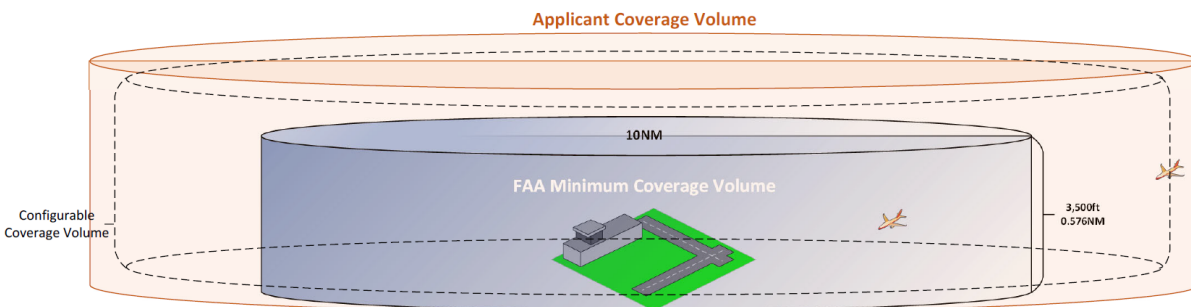 Applicant Coverage Volume
10NM
FAA Minimum Coverage Volume
Configurable
Coverage Volume
3,500ft
0.576NM